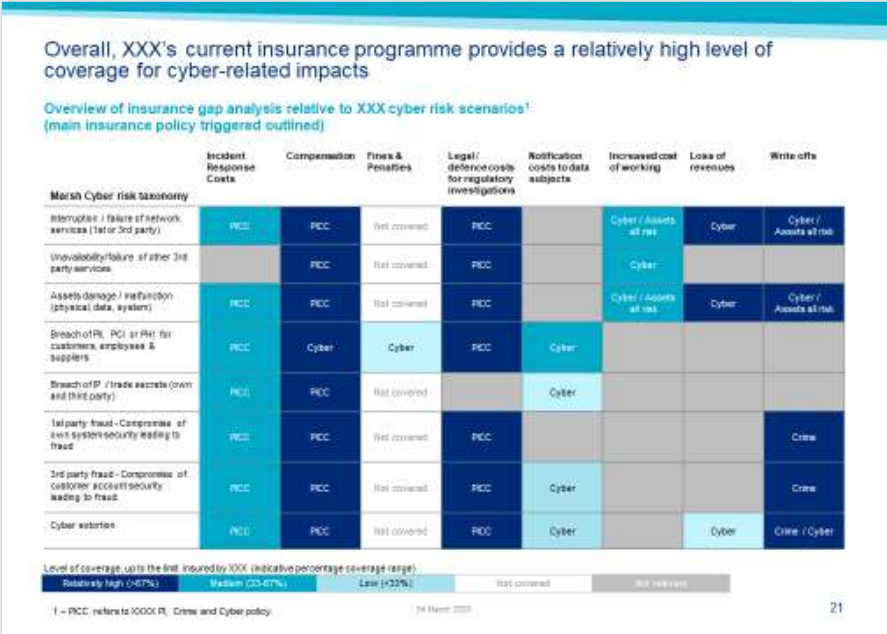 Overall, XXX's current insurance programme provides a relatively high level of
coverage for cyber-related impacts
Overview of insurance gap analysis relative to XXX cyber risk scenarios¹
(main insurance policy triggered outlined)
Marsh Cyber risk taxonomy
Incident
Response
Costs
Compensation
Fines &
Penalties
Legal /
defence costs
for regulatory
investigations
Notification
costs to data
subjects
Increased cost
of working
Loss of
revenues
Write offs
Interruption / failure of network
services (1st or 3rd party)
PICC
PICC
Not covered
PICC
Cyber / Assets
all risk
Cyber
Cyber /
Assets all risk
Unavailability/failure of other 3rd
party services
PICC
Not covered
PICC
Cyber
Assets damage / malfunction
(physical, data, system)
PICC
PICC
Not covered
PICC
Cyber / Assets
all risk
Cyber
Cyber /
Assets all risk
Breach of PII, PCI or PHI for
customers, employees &
suppliers
PICC
Cyber
Cyber
PICC
Cyber
Breach of IP / trade secrets (own
and third party)
PICC
PICC
Not covered
Cyber
1st party fraud - Compromise of
own system security leading to
fraud
PICC
PICC
Not covered
PICC
Crime
3rd party fraud - Compromise of
customer account security
leading to fraud
PICC
PICC
Not covered
PICC
Cyber
Crime
Cyber extortion
PICC
PICC
Not covered
PICC
Cyber
Cyber
Crime / Cyber
Level of coverage, up to the limit insured by XXX (indicative percentage coverage range)
Relatively high (>67%)
Medium (33-67%)
Low (<33%)
Not covered
Not relevant
1 – PICC refers to XXXX PI, Crime and Cyber policy.
04 March 2020
21